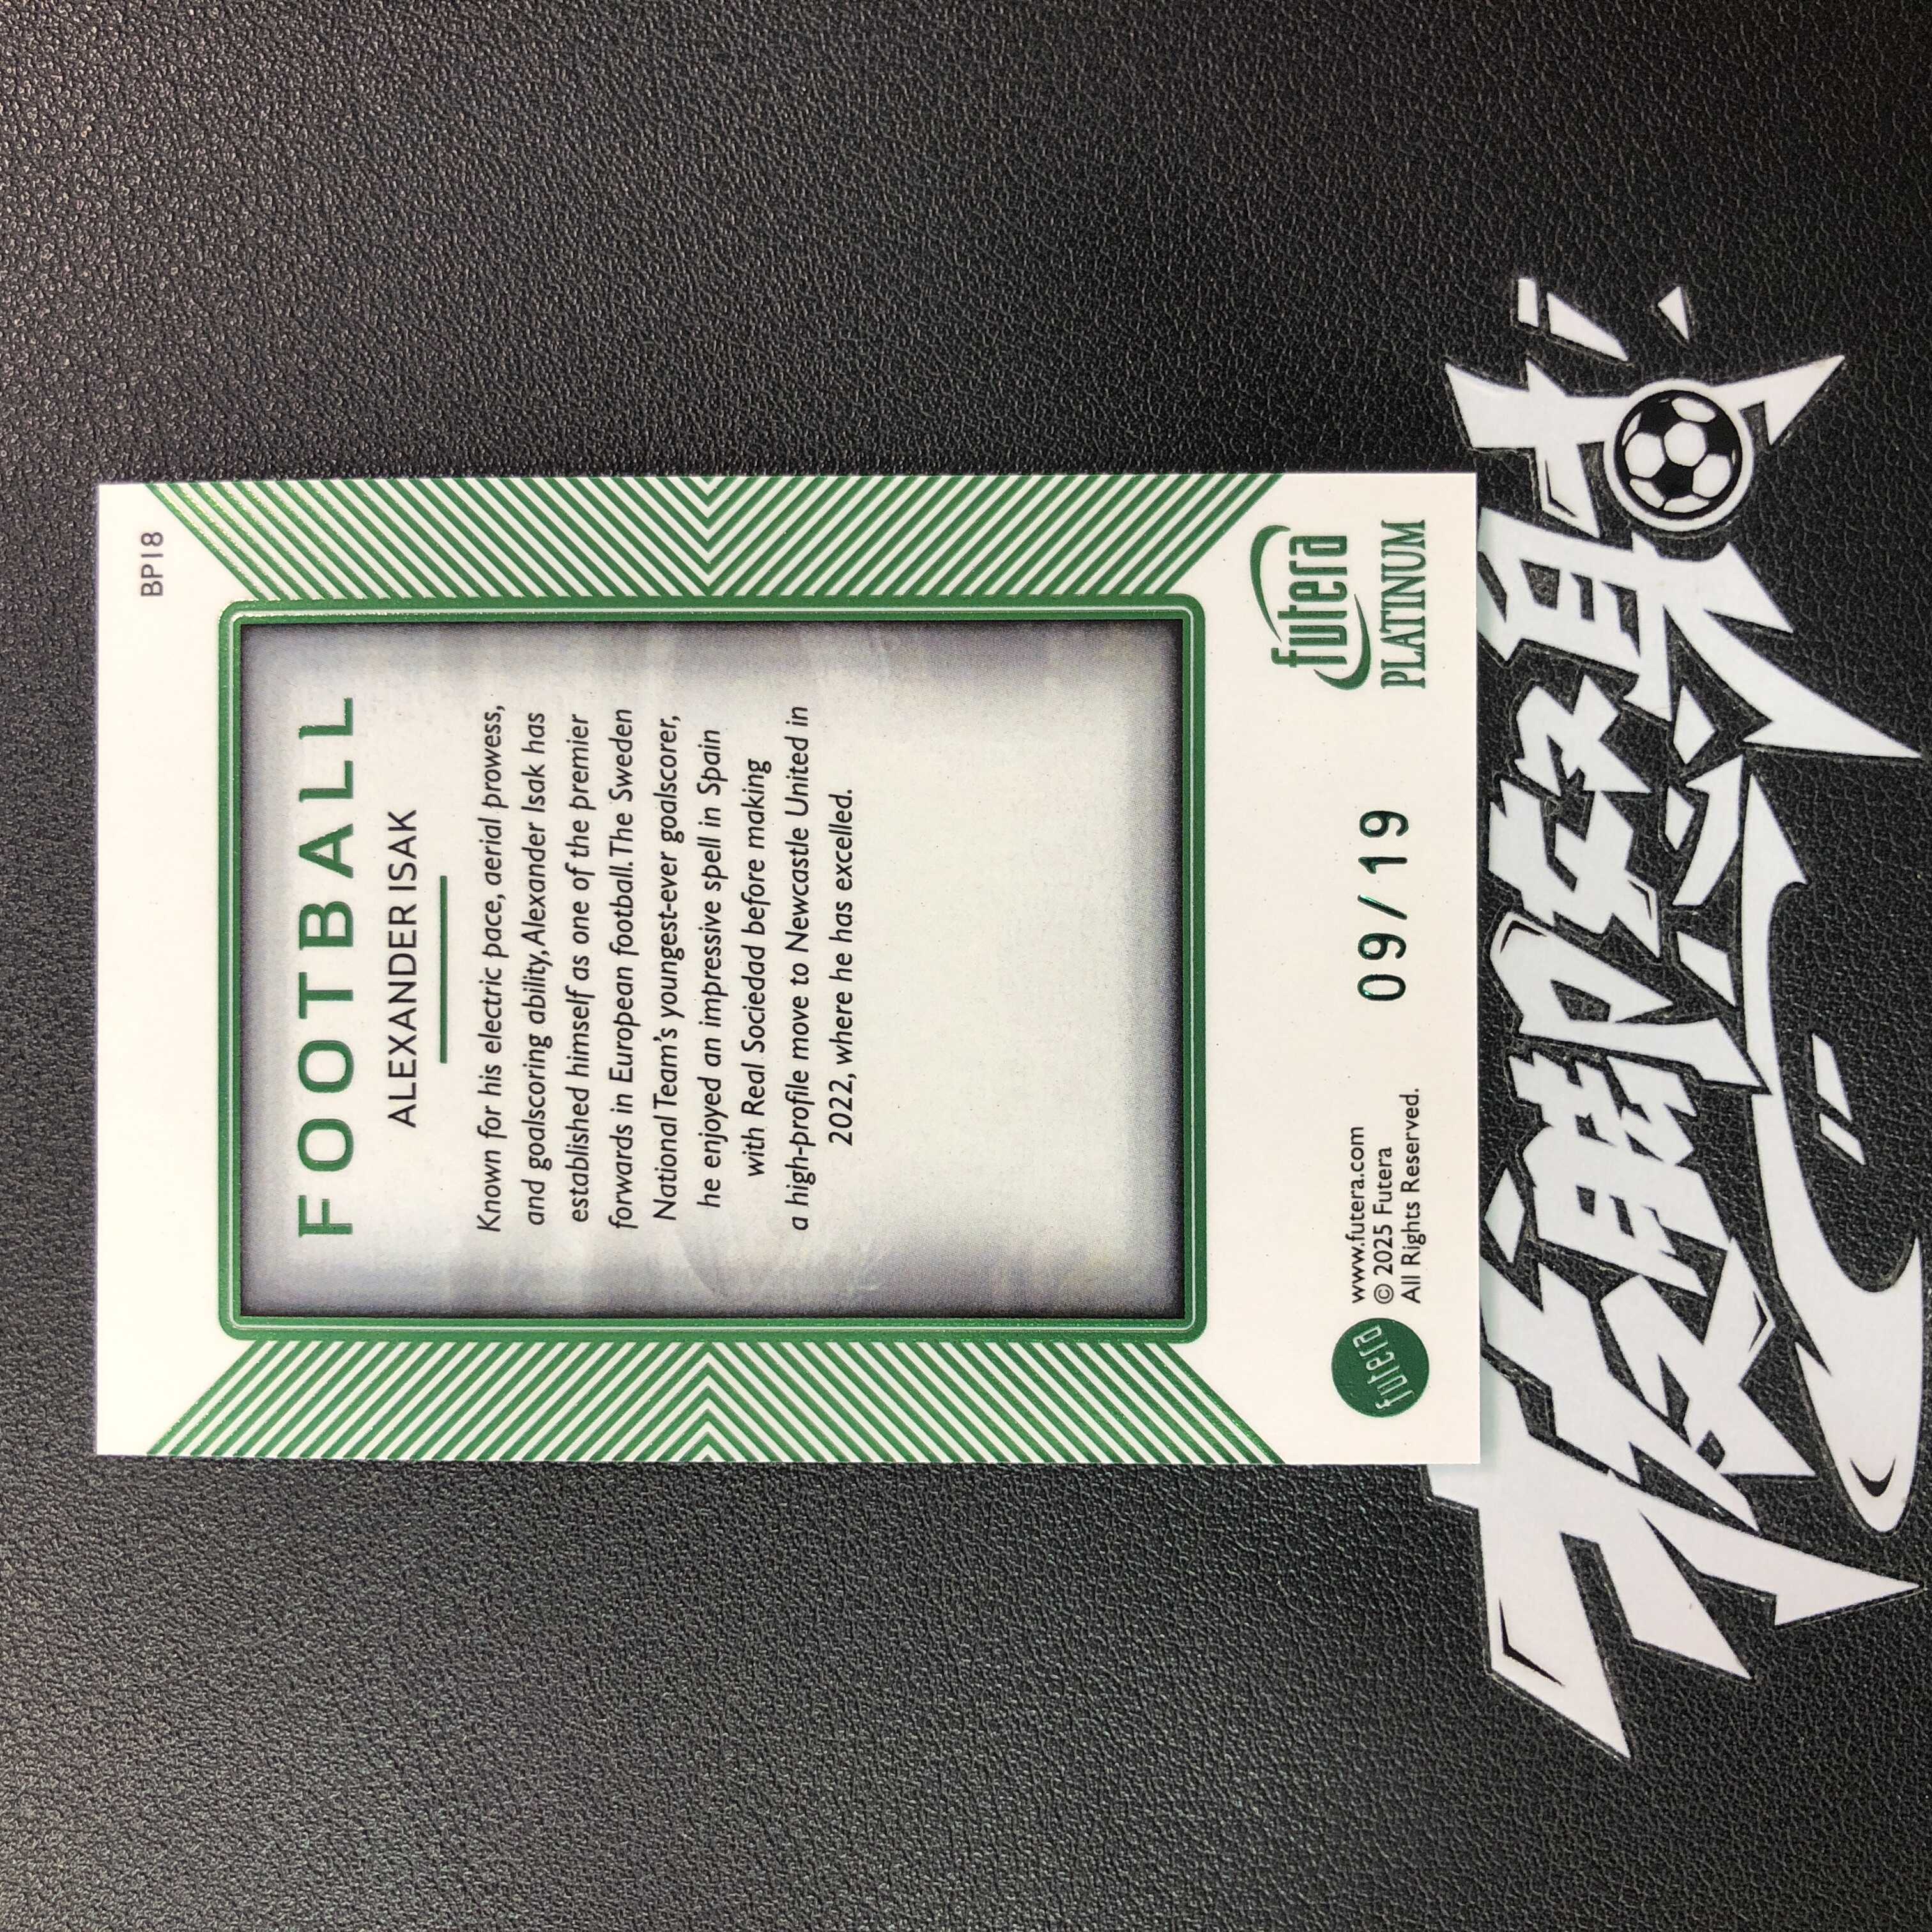 BP18
FOOTBALL
ALEXANDER ISAK
Known for his electric pace, aerial prowess,
and goalscoring ability, Alexander Isak has
established himself as one of the premier
forwards in European football. The Sweden
National Team's youngest-ever goalscorer,
he enjoyed an impressive spell in Spain
with Real Sociedad before making
a high-profile move to Newcastle United in
2022, where he has excelled.
futera
www.futera.com
© 2025 Futera
All Rights Reserved.
09/19
futera
PLATINUM